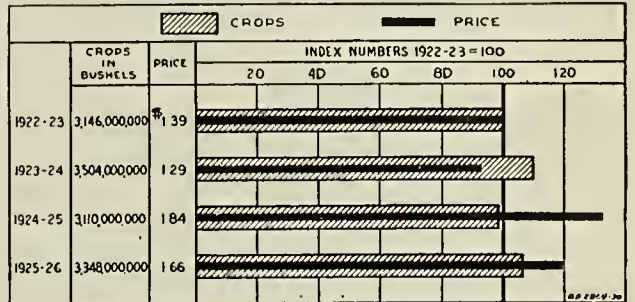 CROPS PRICE
CROPS IN BUSHELS PRICE INDEX NUMBERS 1922-23=100
20 40 60 80 100 120
1922-23 3,146,000,000 $1.39
1923-24 3,504,000,000 1.29
1924-25 3,110,000,000 1.84
1925-26 3,348,000,000 1.66